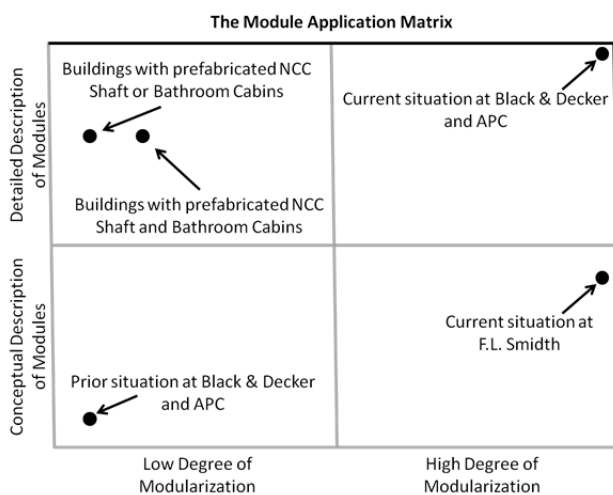 The Module Application Matrix
Detailed Description
of Modules
Buildings with prefabricated NCC
Shaft or Bathroom Cabins
Buildings with prefabricated NCC
Shaft and Bathroom Cabins
Current situation at Black & Decker
and APC
Conceptual Description
of Modules
Prior situation at Black & Decker
and APC
Current situation at
F.L. Smidth
Low Degree of
Modularization
High Degree of
Modularization